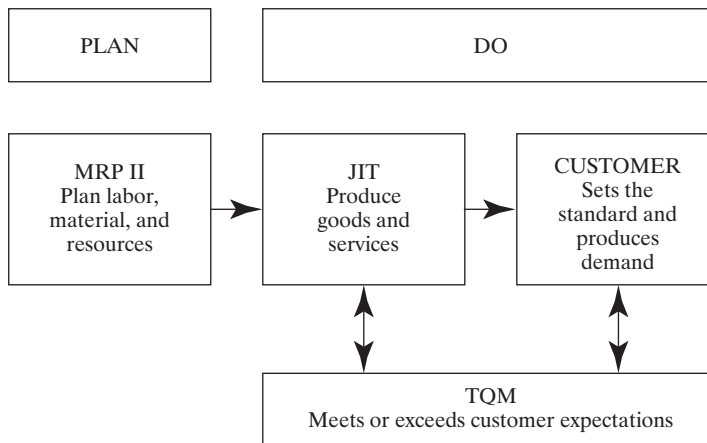 PLAN
DO
MRP II
Plan labor,
material, and
resources
JIT
Produce
goods and
services
CUSTOMER
Sets the
standard and
produces
demand
TQM
Meets or exceeds customer expectations